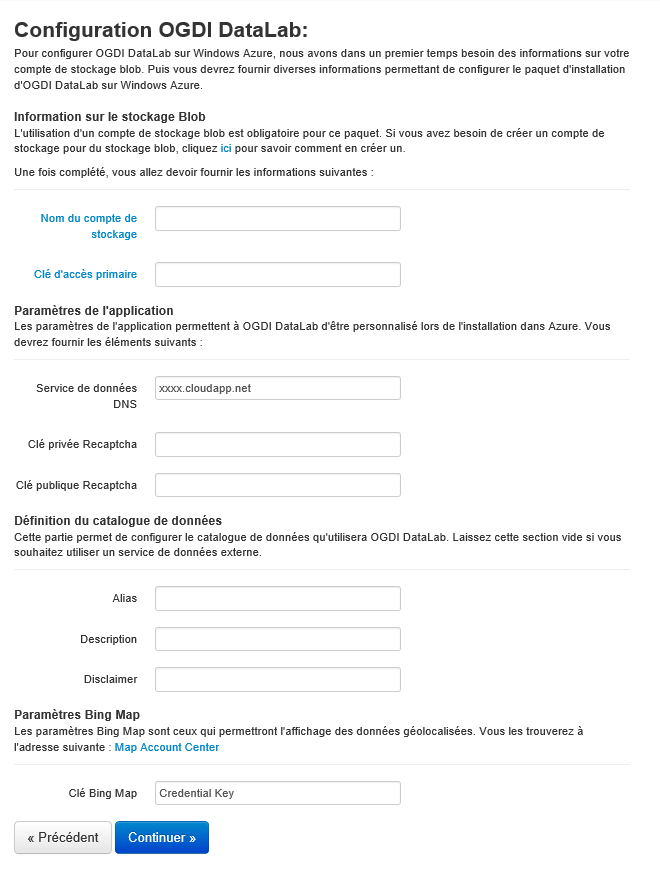 Configuration OGDI DataLab:
Pour configurer OGDI DataLab sur Windows Azure, nous avons dans un premier temps besoin des informations sur votre
compte de stockage blob. Puis vous devrez fournir diverses informations permettant de configurer le paquet d'installation
d'OGDI DataLab sur Windows Azure.
Information sur le stockage Blob
L'utilisation d'un compte de stockage blob est obligatoire pour ce paquet. Si vous avez besoin de créer un compte de
stockage pour du stockage blob, cliquez ici pour savoir comment en créer un.
Une fois complété, vous allez devoir fournir les informations suivantes :
Nom du compte de
stockage
Clé d'accès primaire
Paramètres de l'application
Les paramètres de l'application permettent à OGDI DataLab d'être personnalisé lors de l'installation dans Azure. Vous
devrez fournir les éléments suivants :
Service de données xxxx.cloudapp.net
DNS
Clé privée Recaptcha
Clé publique Recaptcha
Définition du catalogue de données
Cette partie permet de configurer le catalogue de données qu'utilisera OGDI DataLab. Laissez cette section vide si vous
souhaitez utiliser un service de données externe.
Alias
Description
Disclaimer
Paramètres Bing Map
Les paramètres Bing Map sont ceux qui permettront l'affichage des données géolocalisées. Vous les trouverez à
l'adresse suivante : Map Account Center
Clé Bing Map Credential Key
« Précédent Continuer »